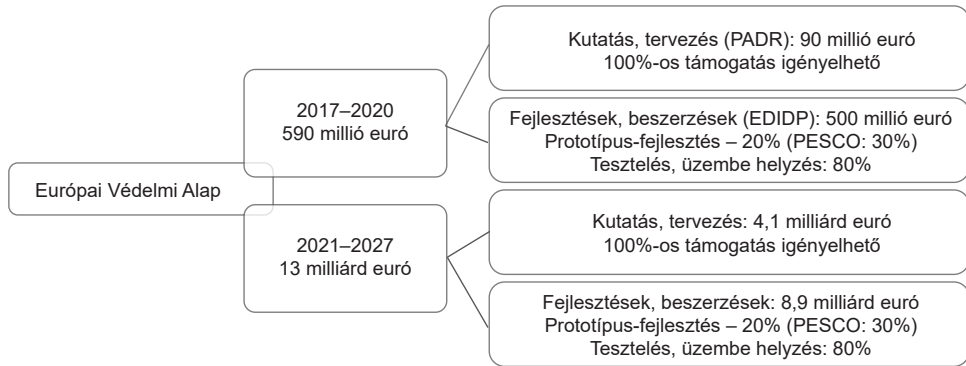 Európai Védelmi Alap
2017–2020
590 millió euró
Kutatás, tervezés (PADR): 90 millió euró
100%-os támogatás igényelhető
Fejlesztések, beszerzések (EDIDP): 500 millió euró
Prototípus-fejlesztés – 20% (PESCO: 30%)
Tesztelés, üzembe helyzés: 80%
2021–2027
13 milliárd euró
Kutatás, tervezés: 4,1 milliárd euró
100%-os támogatás igényelhető
Fejlesztések, beszerzések: 8,9 milliárd euró
Prototípus-fejlesztés – 20% (PESCO: 30%)
Tesztelés, üzembe helyzés: 80%